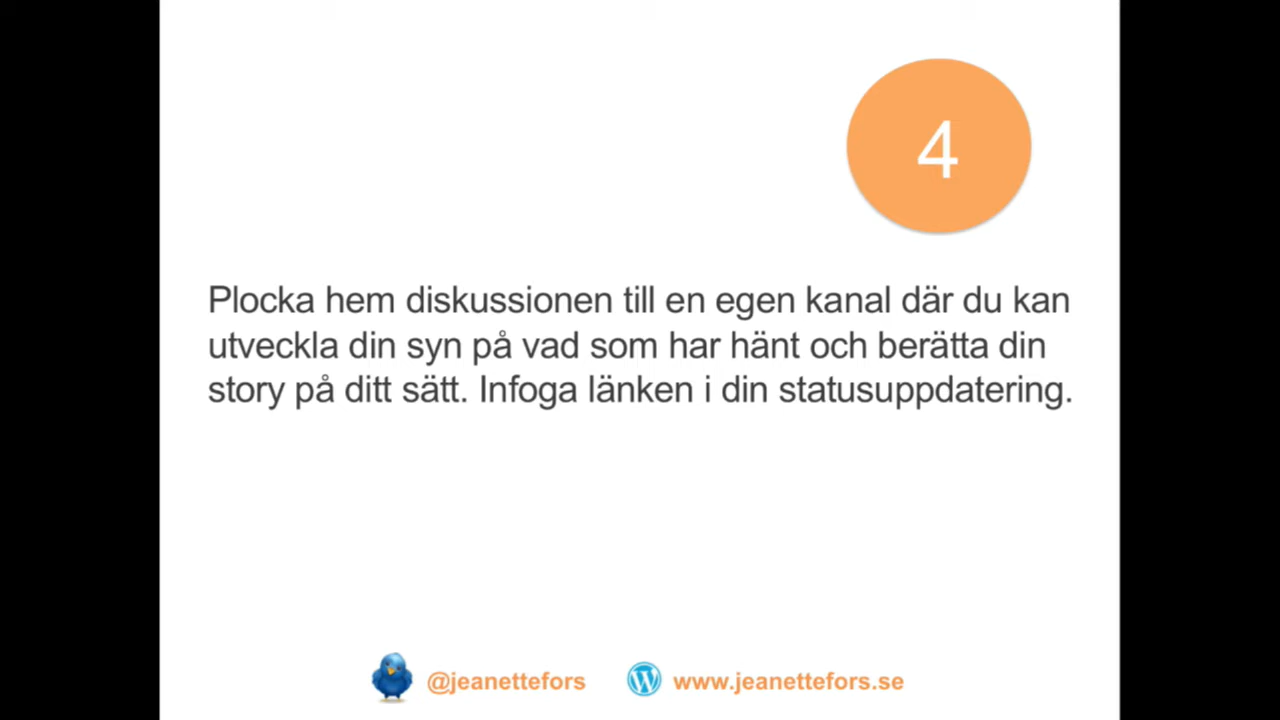 4
Plocka hem diskussionen till en egen kanal där du kan
utveckla din syn på vad som har hänt och berätta din
story på ditt sätt. Infoga länken i din statusuppdatering.
@jeanettefors www.jeanettefors.se